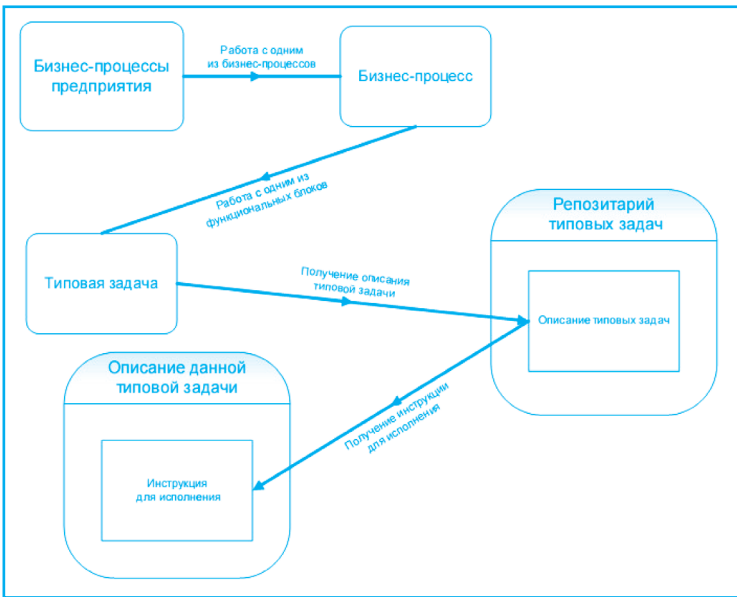 Бизнес-процессы
предприятия
Работа с одним
из бизнес-процессов
Бизнес-процесс
Работа с одним из
функциональных блоков
Репозитарий
типовых задач
Типовая задача
Получение описания
типовой задачи
Описание типовых задач
Описание данной
типовой задачи
Получение инструкции
для исполнения
Инструкция
для исполнения